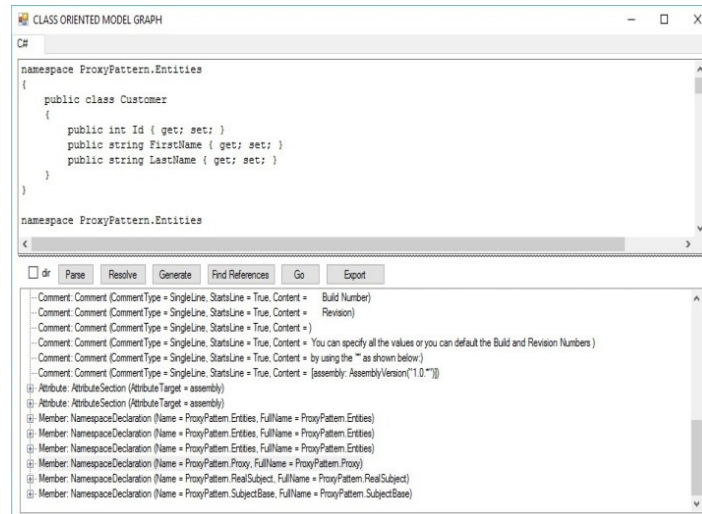 CLASS ORIENTED MODEL GRAPH
C#
namespace ProxyPattern.Entities
{
public class Customer
{
public int Id { get; set; }
public string FirstName { get; set; }
public string LastName { get; set; }
}
}
namespace ProxyPattern.Entities
dir Parse Resolve Generate Find References Go Export
Comment: Comment (CommentType = SingleLine, StartsLine = True, Content = Build Number)
Comment: Comment (CommentType = SingleLine, StartsLine = True, Content = Revision)
Comment: Comment (CommentType = SingleLine, StartsLine = True, Content = )
Comment: Comment (CommentType = SingleLine, StartsLine = True, Content = You can specify all the values or you can default the Build and Revision Numbers )
Comment: Comment (CommentType = SingleLine, StartsLine = True, Content = by using the '*' as shown below:)
Comment: Comment (CommentType = SingleLine, StartsLine = True, Content = [assembly: AssemblyVersion("1.0.*")])
Attribute: AttributeSection (AttributeTarget = assembly)
Attribute: AttributeSection (AttributeTarget = assembly)
Member: NamespaceDeclaration (Name = ProxyPattern.Entities, FullName = ProxyPattern.Entities)
Member: NamespaceDeclaration (Name = ProxyPattern.Entities, FullName = ProxyPattern.Entities)
Member: NamespaceDeclaration (Name = ProxyPattern.Entities, FullName = ProxyPattern.Entities)
Member: NamespaceDeclaration (Name = ProxyPattern.Proxy, FullName = ProxyPattern.Proxy)
Member: NamespaceDeclaration (Name = ProxyPattern.RealSubject, FullName = ProxyPattern.RealSubject)
Member: NamespaceDeclaration (Name = ProxyPattern.SubjectBase, FullName = ProxyPattern.SubjectBase)